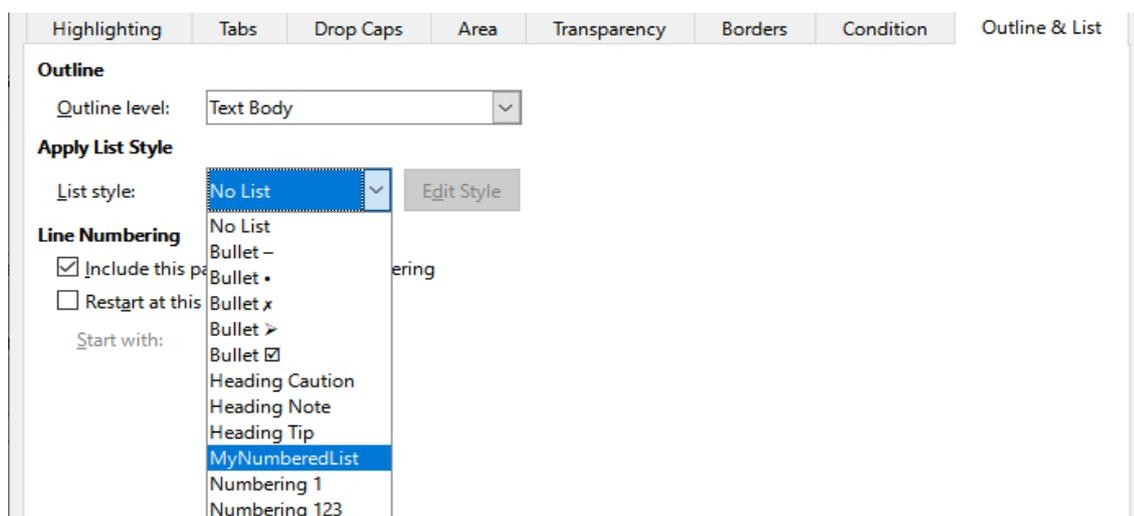 Highlighting Tabs Drop Caps Area Transparency Borders Condition Outline & List
Outline
Outline level: Text Body
Apply List Style
List style: No List Edit Style
No List
Line Numbering
Bullet –
Include this pa ering
Bullet •
Restart at this Bullet ✗
Bullet ➢
Start with:
Bullet ☑
Heading Caution
Heading Note
Heading Tip
MyNumberedList
Numbering 1
Numbering 123